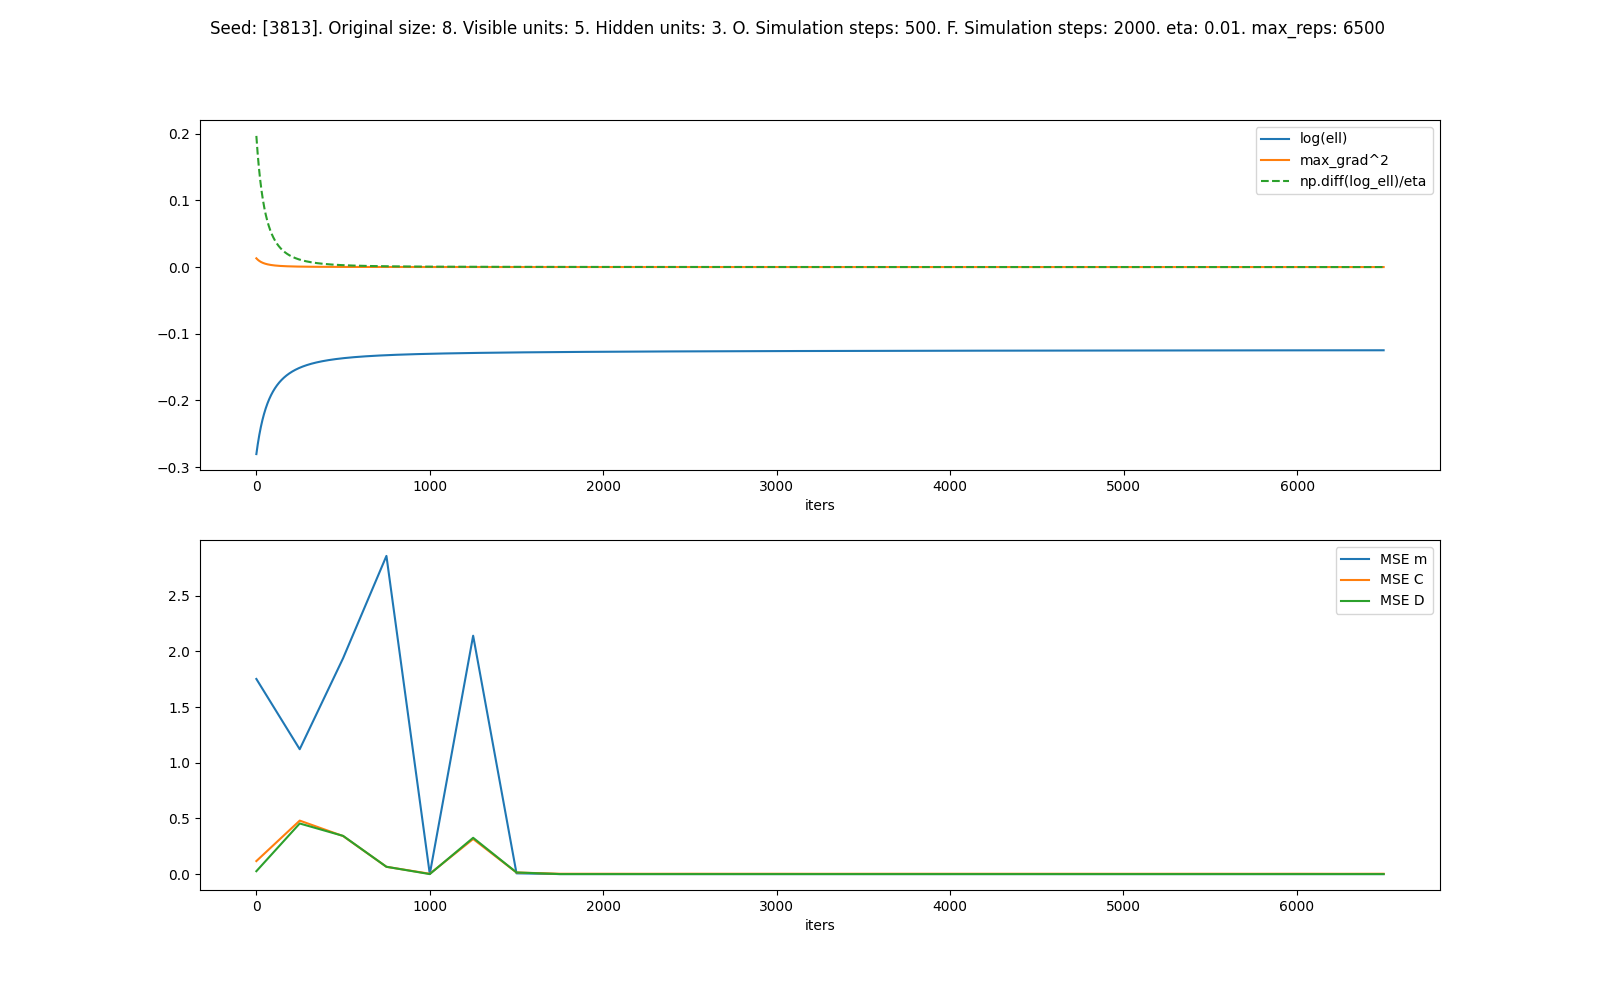 Seed: [3813]. Original size: 8. Visible units: 5. Hidden units: 3. O. Simulation steps: 500. F. Simulation steps: 2000. eta: 0.01. max_reps: 6500
0.2
0.1
0.0
−0.1
−0.2
−0.3
log(ell)
max_grad^2
np.diff(log_ell)/eta
0 1000 2000 3000 4000 5000 6000
iters
2.5
2.0
1.5
1.0
0.5
0.0
MSE m
MSE C
MSE D
0 1000 2000 3000 4000 5000 6000
iters